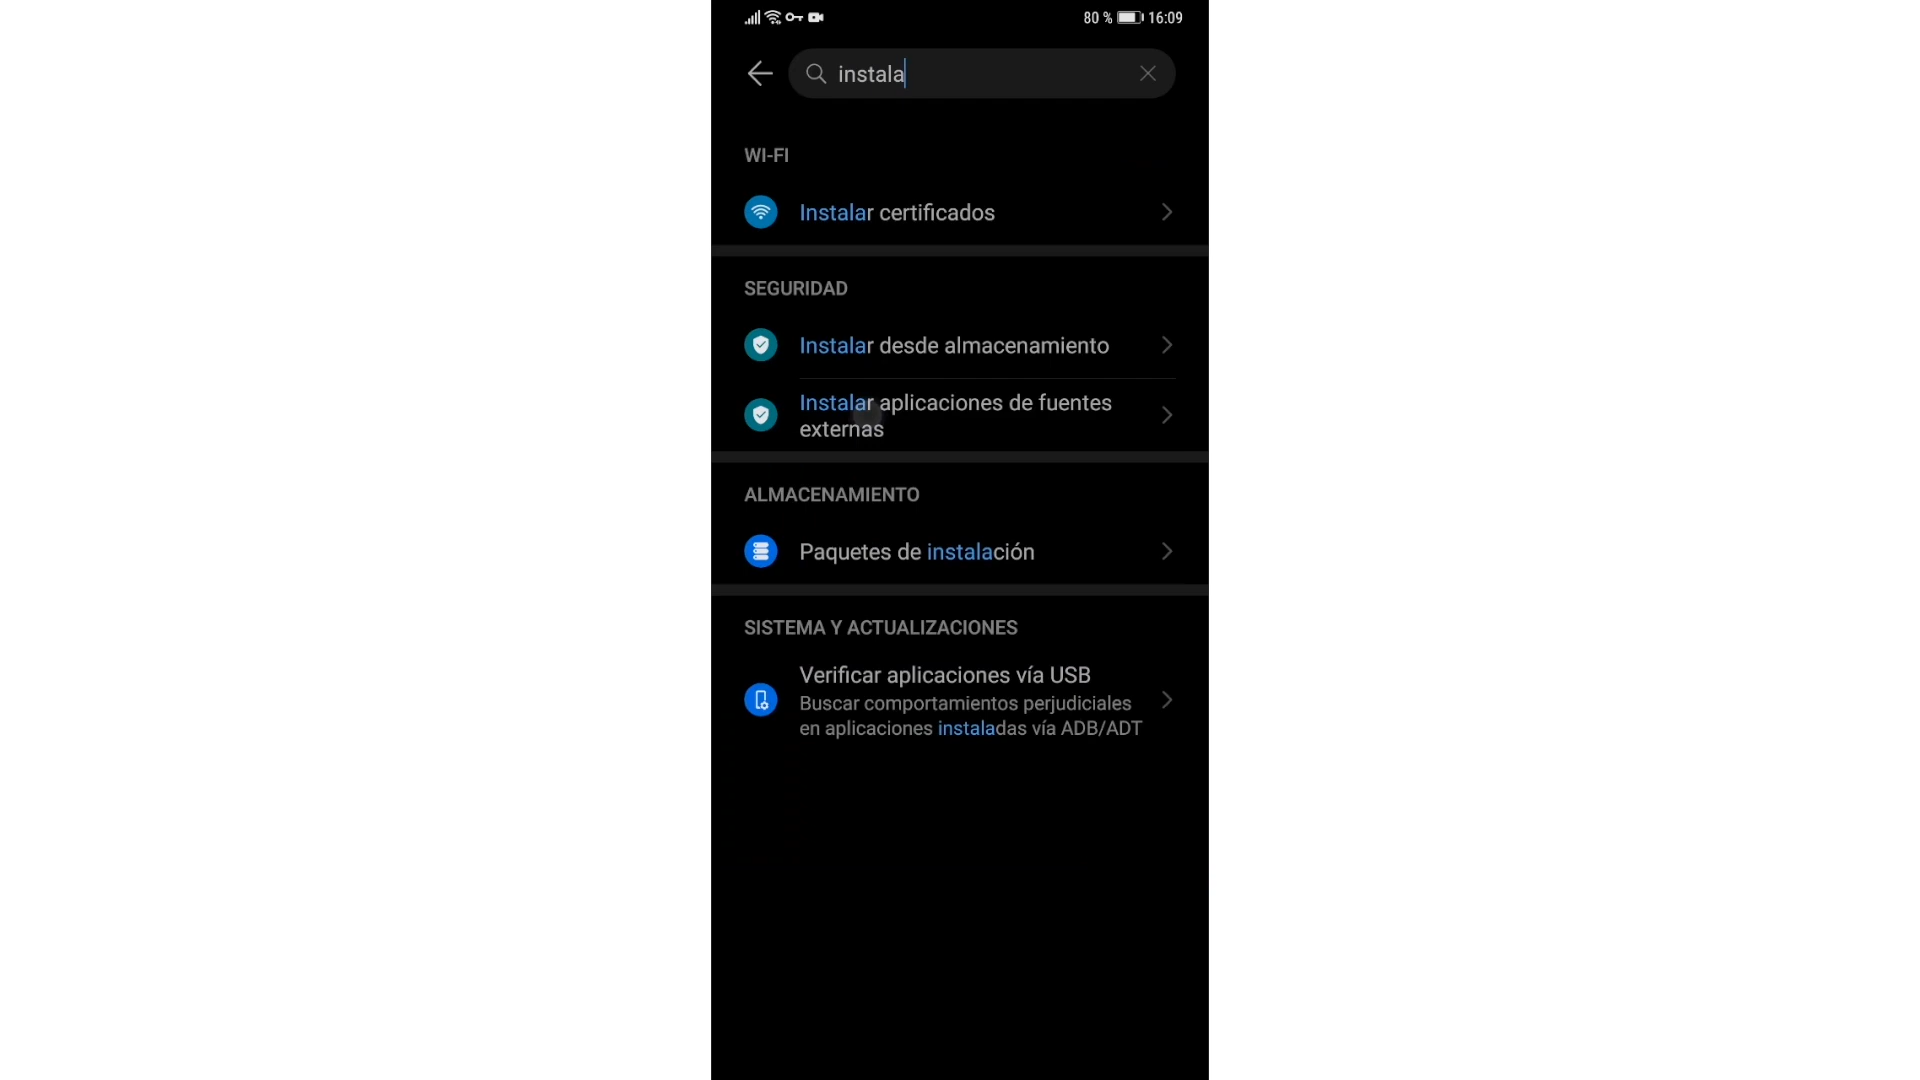 80 % 16:09
instala
WI-FI
Instalar certificados
SEGURIDAD
Instalar desde almacenamiento
Instalar aplicaciones de fuentes
externas
ALMACENAMIENTO
Paquetes de instalación
SISTEMA Y ACTUALIZACIONES
Verificar aplicaciones vía USB
Buscar comportamientos perjudiciales
en aplicaciones instaladas vía ADB/ADT